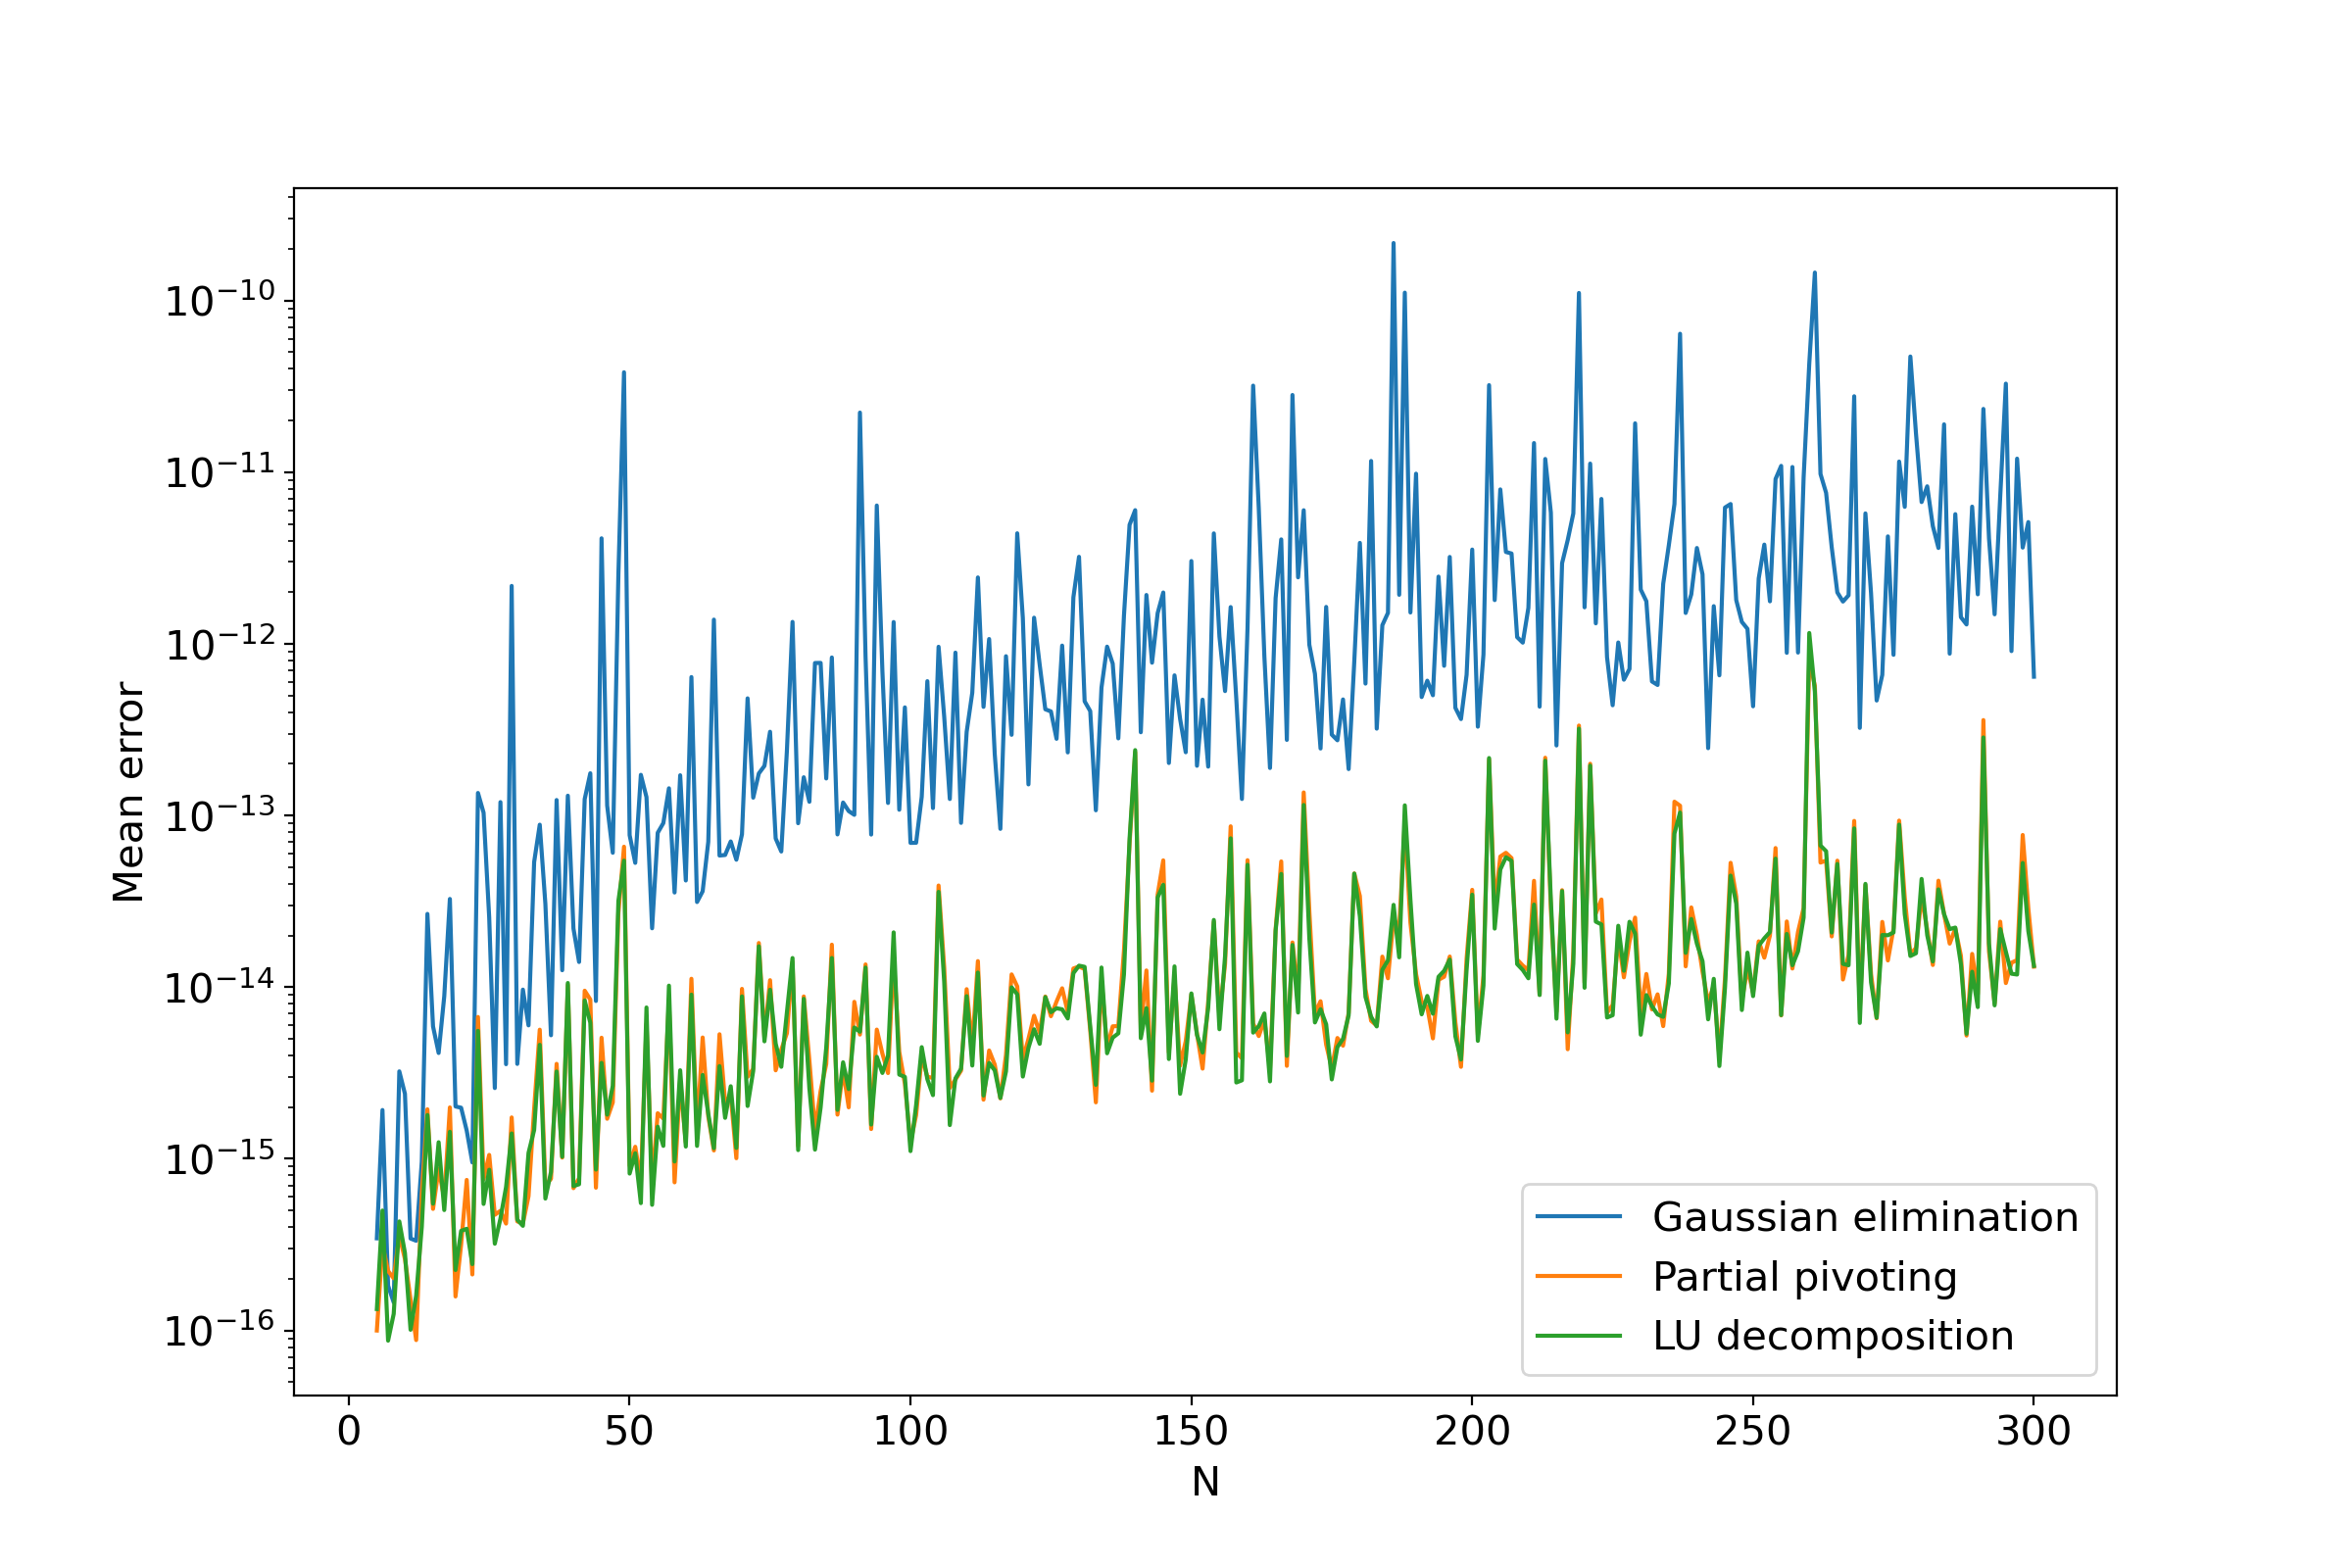 Mean error
10⁻¹⁰
10⁻¹¹
10⁻¹²
10⁻¹³
10⁻¹⁴
10⁻¹⁵
10⁻¹⁶
Gaussian elimination
Partial pivoting
LU decomposition
0 50 100 150 200 250 300
N